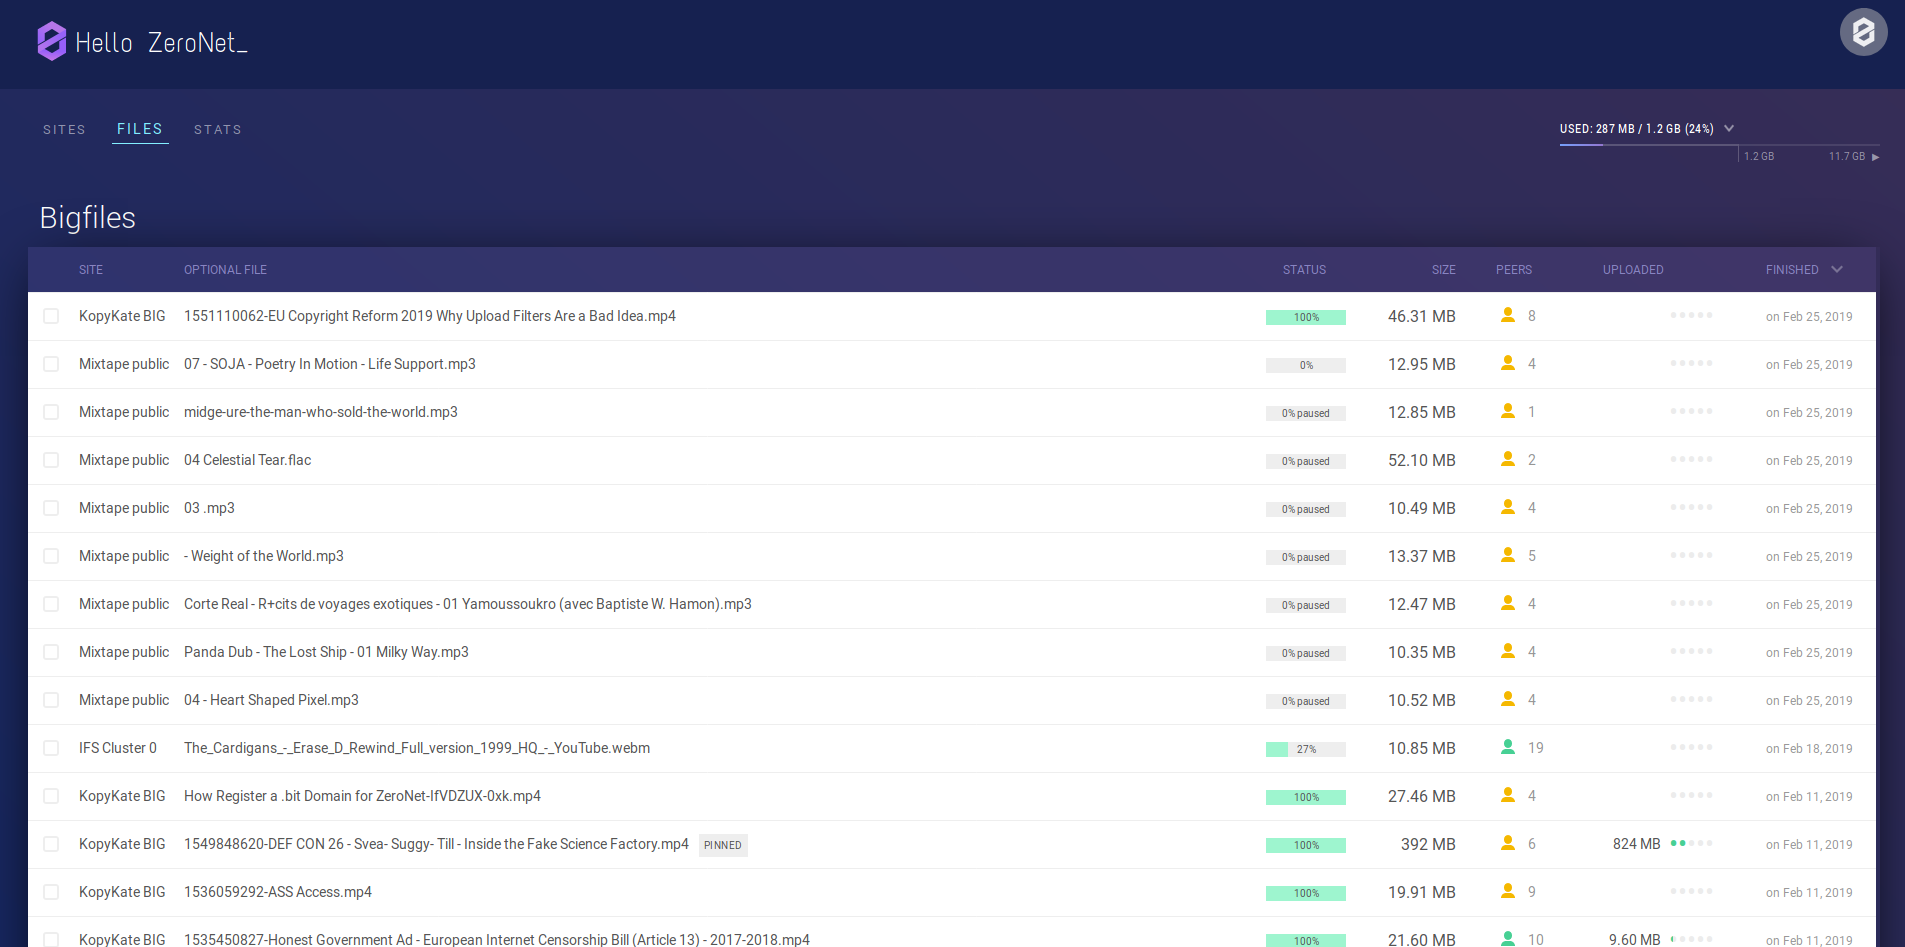 Hello ZeroNet_
SITES FILES STATS
USED: 287 MB / 1.2 GB (24%)
1.2 GB 11.7 GB ▶
Bigfiles
SITE OPTIONAL FILE STATUS SIZE PEERS UPLOADED FINISHED
KopyKate BIG 1551110062-EU Copyright Reform 2019 Why Upload Filters Are a Bad Idea.mp4 100% 46.31 MB 8 on Feb 25, 2019
Mixtape public 07 - SOJA - Poetry In Motion - Life Support.mp3 0% 12.95 MB 4 on Feb 25, 2019
Mixtape public midge-ure-the-man-who-sold-the-world.mp3 0% paused 12.85 MB 1 on Feb 25, 2019
Mixtape public 04 Celestial Tear.flac 0% paused 52.10 MB 2 on Feb 25, 2019
Mixtape public 03 .mp3 0% paused 10.49 MB 4 on Feb 25, 2019
Mixtape public - Weight of the World.mp3 0% paused 13.37 MB 5 on Feb 25, 2019
Mixtape public Corte Real - R+cits de voyages exotiques - 01 Yamoussoukro (avec Baptiste W. Hamon).mp3 0% paused 12.47 MB 4 on Feb 25, 2019
Mixtape public Panda Dub - The Lost Ship - 01 Milky Way.mp3 0% paused 10.35 MB 4 on Feb 25, 2019
Mixtape public 04 - Heart Shaped Pixel.mp3 0% paused 10.52 MB 4 on Feb 25, 2019
IFS Cluster 0 The_Cardigans_-_Erase_D_Rewind_Full_version_1999_HQ_-_YouTube.webm 27% 10.85 MB 19 on Feb 18, 2019
KopyKate BIG How Register a .bit Domain for ZeroNet-IfVDZUX-0xk.mp4 100% 27.46 MB 4 on Feb 11, 2019
KopyKate BIG 1549848620-DEF CON 26 - Svea- Suggy- Till - Inside the Fake Science Factory.mp4 PINNED 100% 392 MB 6 824 MB on Feb 11, 2019
KopyKate BIG 1536059292-ASS Access.mp4 100% 19.91 MB 9 on Feb 11, 2019
KopyKate BIG 1535450827-Honest Government Ad - European Internet Censorship Bill (Article 13) - 2017-2018.mp4 100% 21.60 MB 10 9.60 MB on Feb 11, 2019